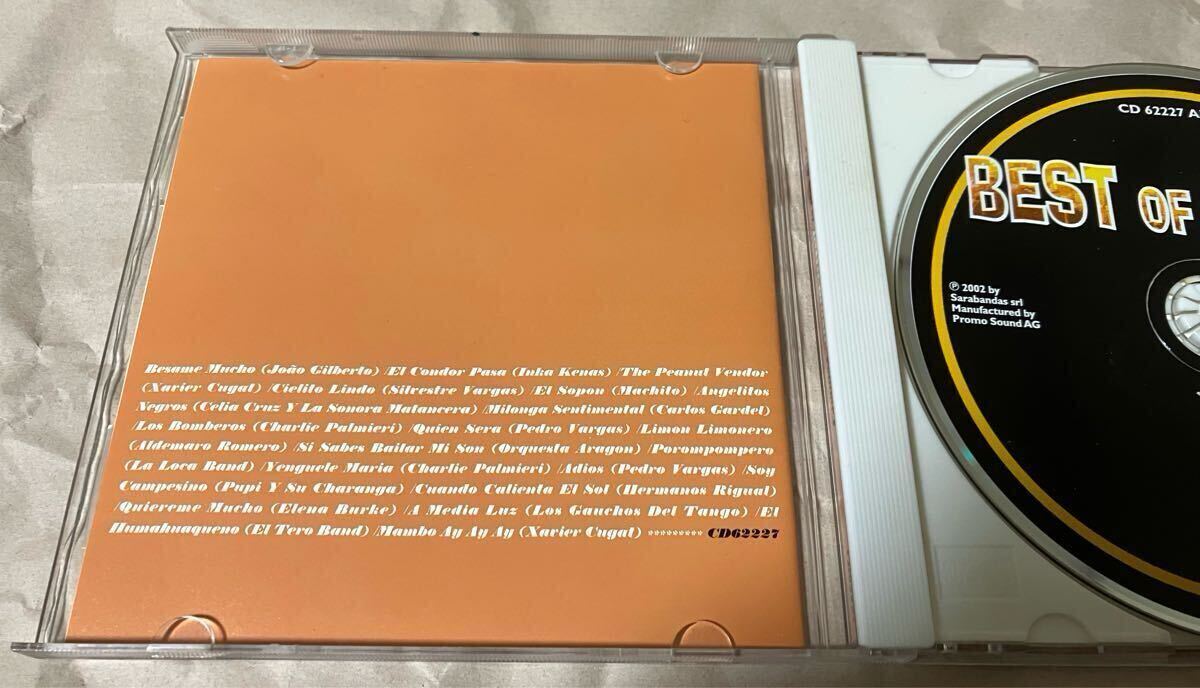 Besame Mucho (João Gilberto) /El Condor Pasa (Inka Kenas) /The Peanut Vendor
(Xavier Cugat) /Cielito Lindo (Silvestre Vargas) /El Sopon (Machito) /Angelitos
Negros (Celia Cruz Y La Sonora Matancera) /Milonga Sentimental (Carlos Gardel)
/Los Bomberos (Charlie Palmieri) /Quien Sera (Pedro Vargas) /Limon Limonero
(Aldemaro Romero) /Si Sabes Bailar Mi Son (Orquesta Aragon) /Porompompero
(La Loca Band) /Yenguele Maria (Charlie Palmieri) /Adios (Pedro Vargas) /Soy
Campesino (Pupi Y Su Charanga) /Cuando Calienta El Sol (Hermanos Rigual)
/Quiereme Mucho (Elena Burke) /A Media Luz (Los Gauchos Del Tango) /El
Humahuaqueno (El Tero Band) /Mambo Ay Ay Ay (Xavier Cugat) ********* CD62227
CD 62227
BEST OF
℗ 2002 by
Sarabandas srl
Manufactured by
Promo Sound AG